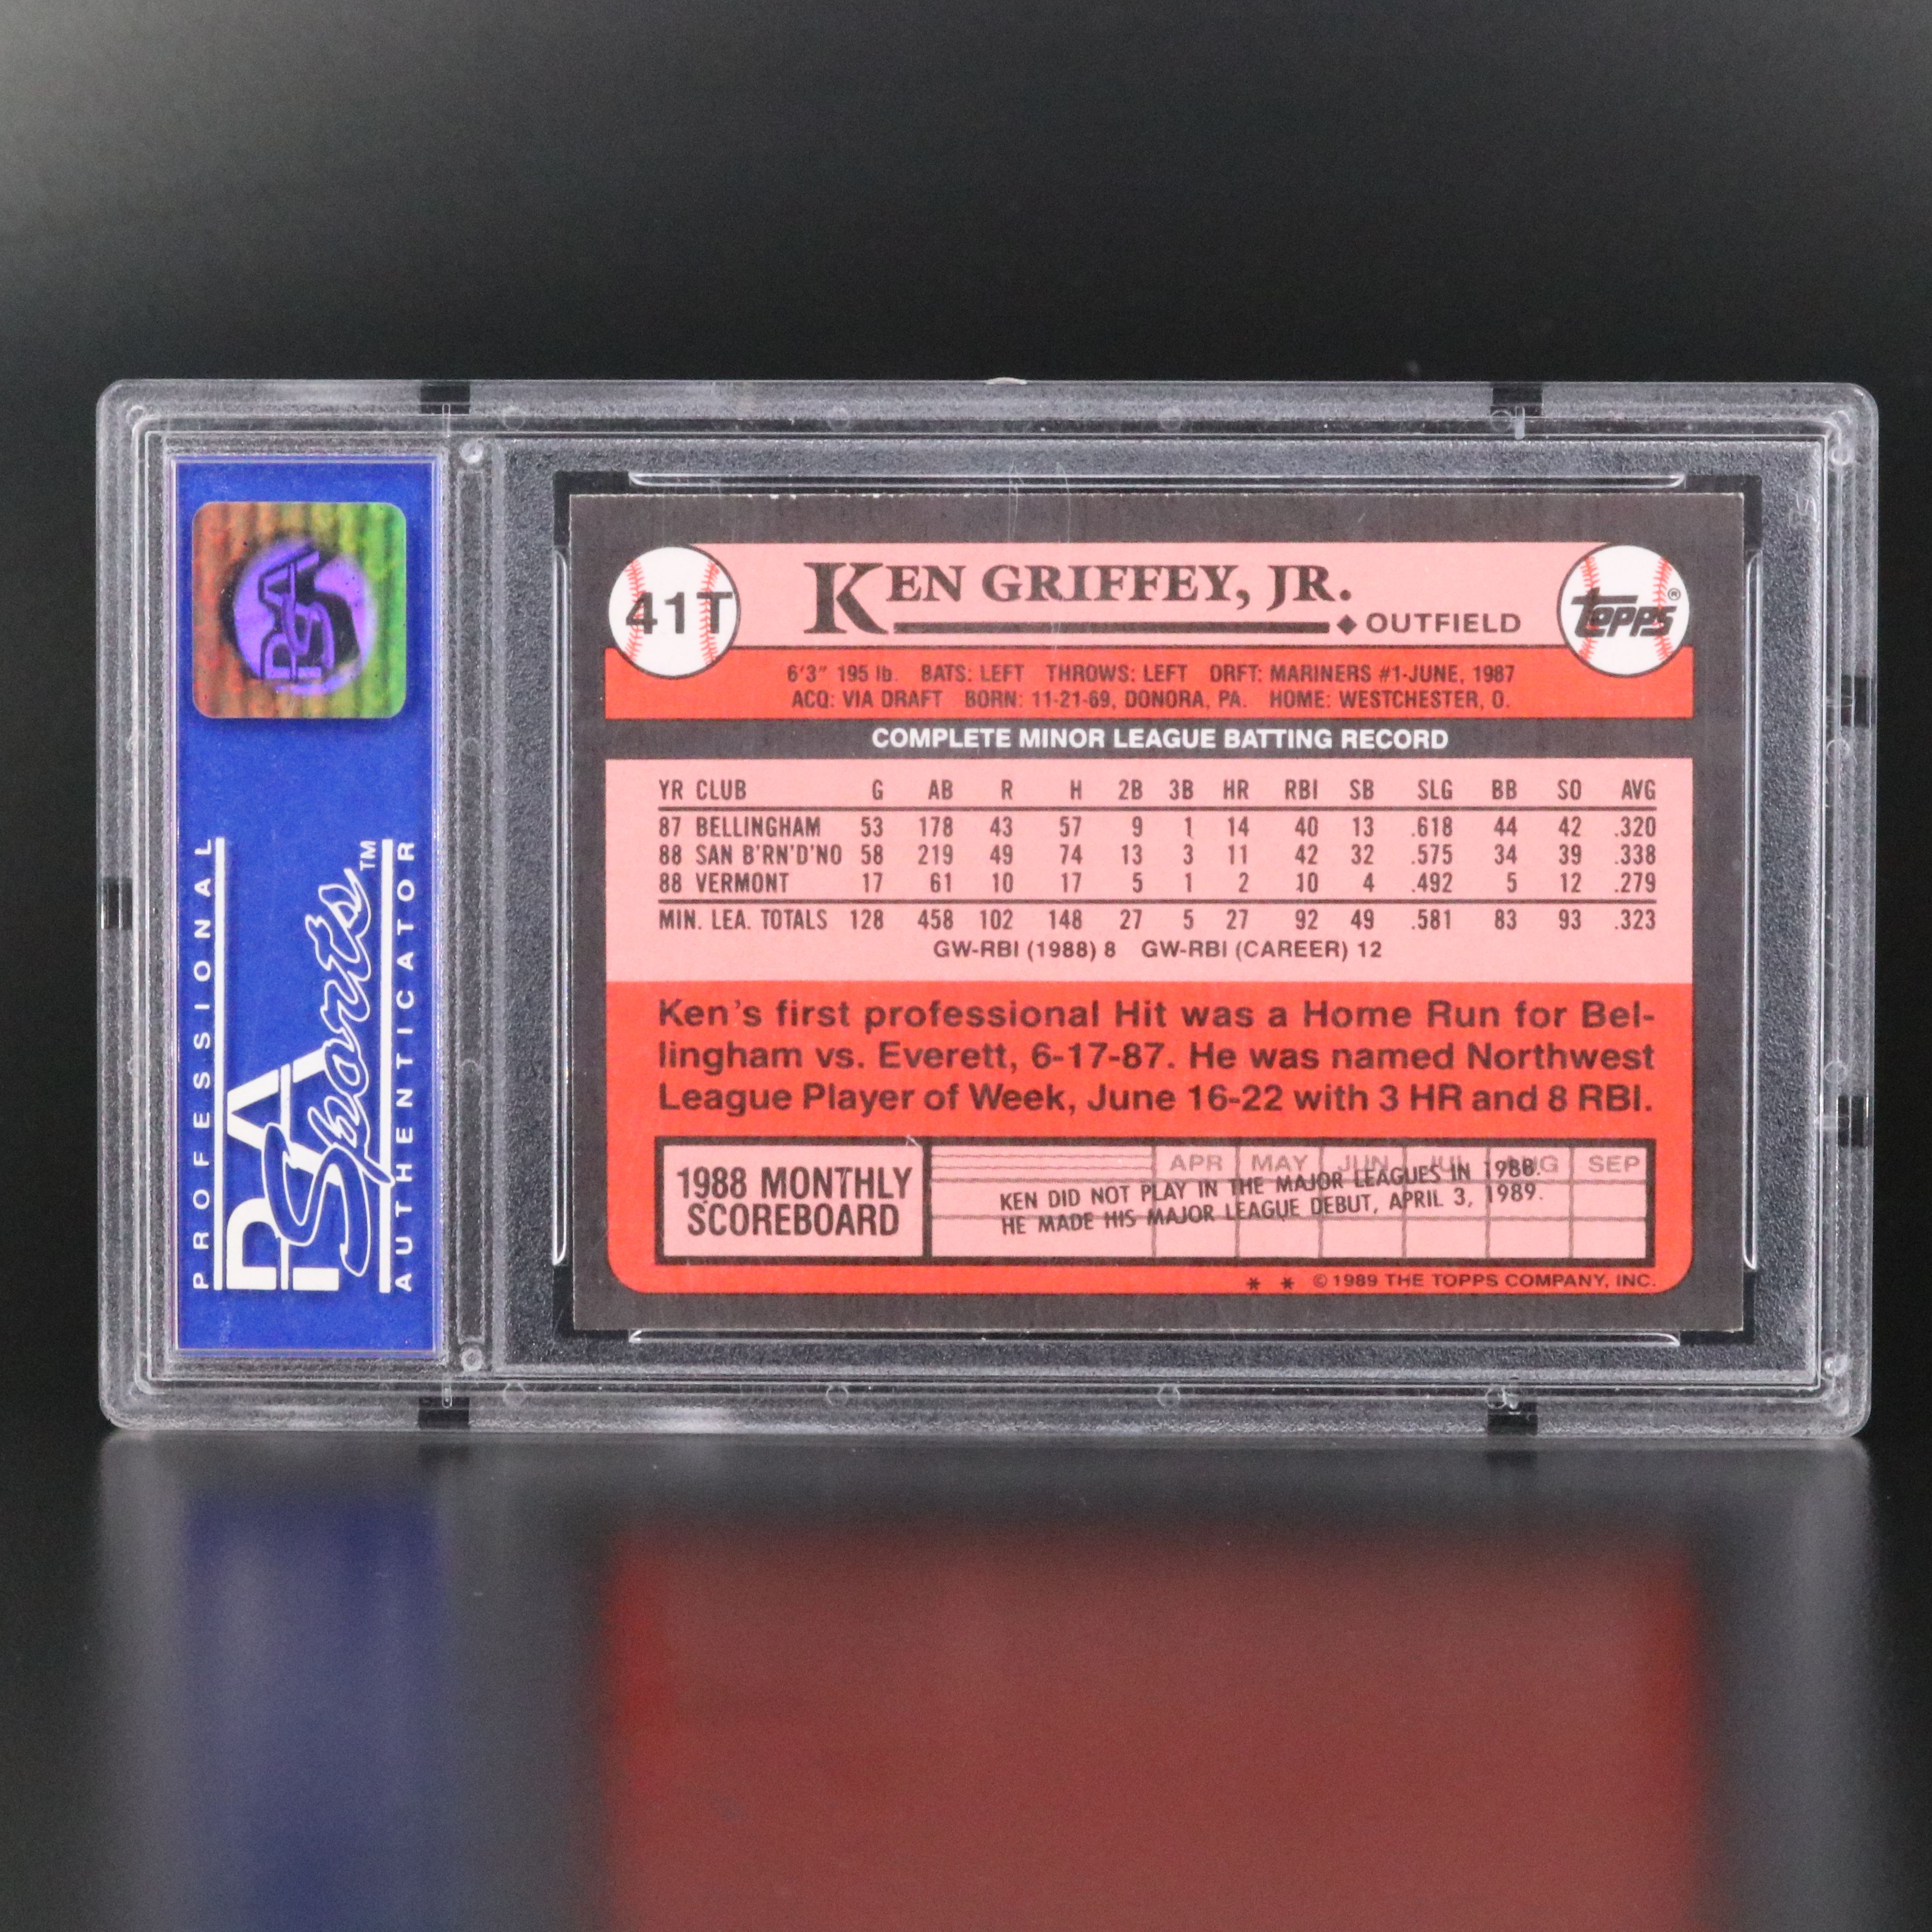 PSA
PROFESSIONAL
PSA Sports™
AUTHENTICATOR
41T
KEN GRIFFEY, JR.
◆ OUTFIELD
TOPPS®
6'3" 195 lb. BATS: LEFT THROWS: LEFT DRFT: MARINERS #1-JUNE, 1987
ACQ: VIA DRAFT BORN: 11-21-69, DONORA, PA. HOME: WESTCHESTER, O.
COMPLETE MINOR LEAGUE BATTING RECORD
YR CLUB G AB R H 2B 3B HR RBI SB SLG BB SO AVG
87 BELLINGHAM 53 178 43 57 9 1 14 40 13 .618 44 42 .320
88 SAN B'RN'D'NO 58 219 49 74 13 3 11 42 32 .575 34 39 .338
88 VERMONT 17 61 10 17 5 1 2 10 4 .492 5 12 .279
MIN. LEA. TOTALS 128 458 102 148 27 5 27 92 49 .581 83 93 .323
GW-RBI (1988) 8 GW-RBI (CAREER) 12
Ken's first professional Hit was a Home Run for Bel-
lingham vs. Everett, 6-17-87. He was named Northwest
League Player of Week, June 16-22 with 3 HR and 8 RBI.
1988 MONTHLY
SCOREBOARD
APR MAY JUN JUL AUG SEP
KEN DID NOT PLAY IN THE MAJOR LEAGUES IN 1988.
HE MADE HIS MAJOR LEAGUE DEBUT, APRIL 3, 1989.
* * © 1989 THE TOPPS COMPANY, INC.